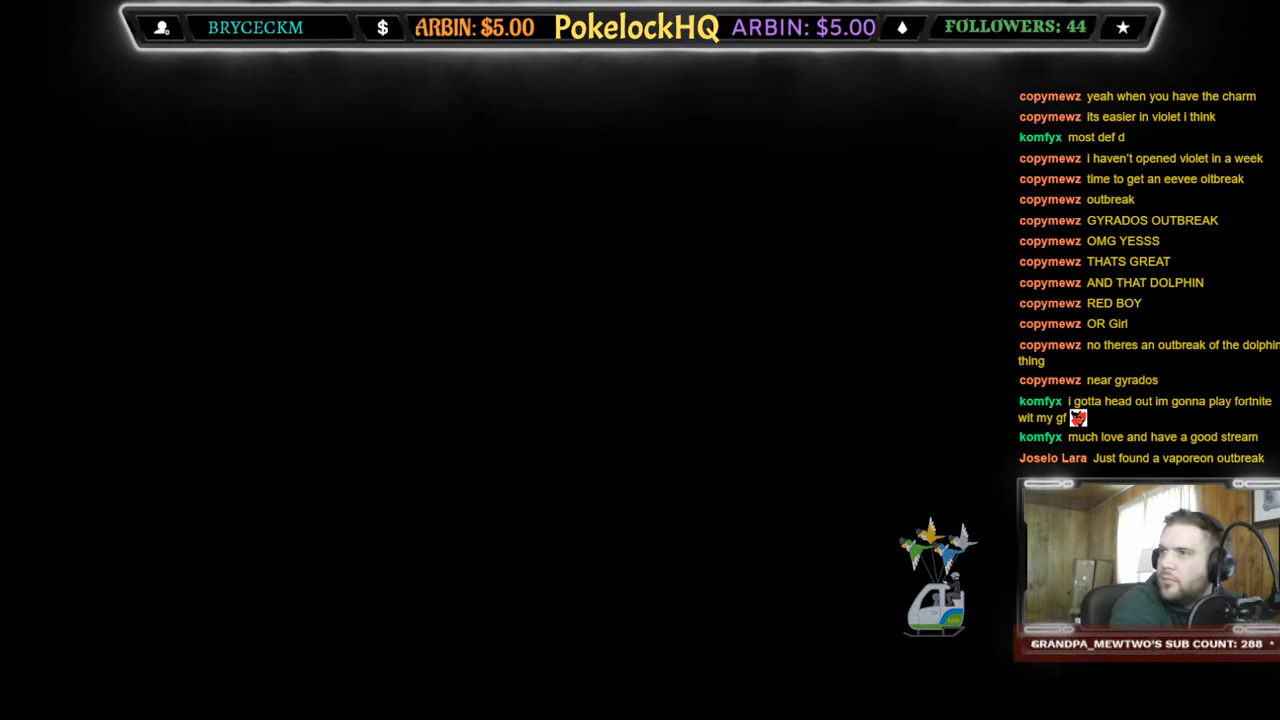 BRYCECKM $ ARBIN: $5.00 PokelockHQ ARBIN: $5.00 FOLLOWERS: 44
copymewz yeah when you have the charm
copymewz its easier in violet i think
komfyx most def d
copymewz i haven't opened violet in a week
copymewz time to get an eevee oitbreak
copymewz outbreak
copymewz GYRADOS OUTBREAK
copymewz OMG YESSS
copymewz THATS GREAT
copymewz AND THAT DOLPHIN
copymewz RED BOY
copymewz OR Girl
copymewz no theres an outbreak of the dolphin
thing
copymewz near gyrados
komfyx i gotta head out im gonna play fortnite
wit my gf
komfyx much love and have a good stream
Joselo Lara Just found a vaporeon outbreak
GRANDPA_MEWTWO'S SUB COUNT: 288 *